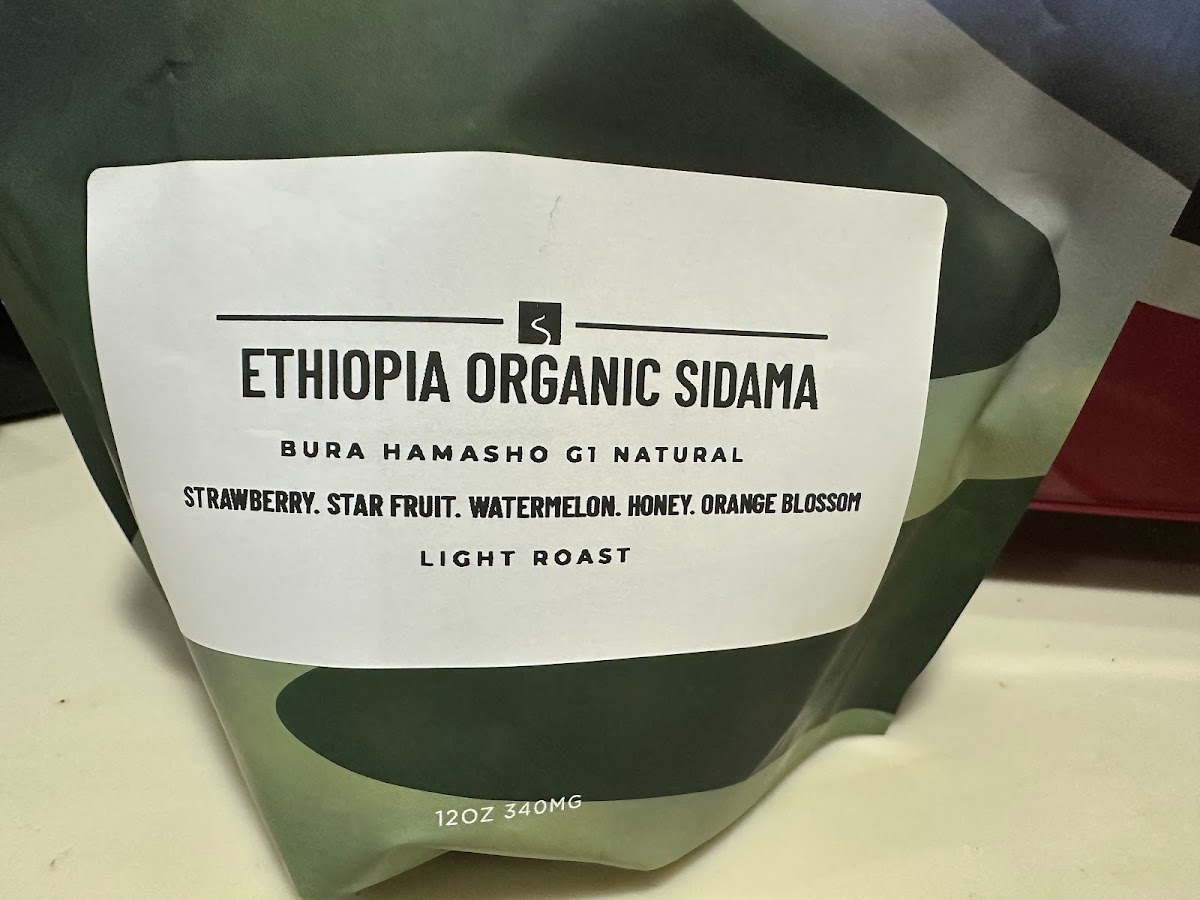 ETHIOPIA ORGANIC SIDAMA
BURA HAMASHO G1 NATURAL
STRAWBERRY. STAR FRUIT. WATERMELON. HONEY. ORANGE BLOSSOM
LIGHT ROAST
12OZ 340MG